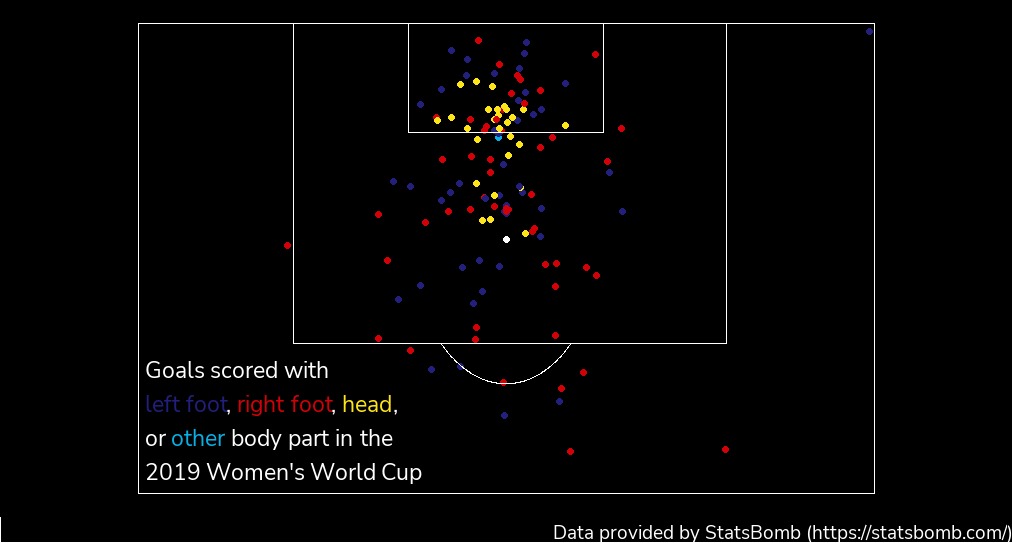 Goals scored with
left foot, right foot, head,
or other body part in the
2019 Women's World Cup
Data provided by StatsBomb (https://statsbomb.com/)